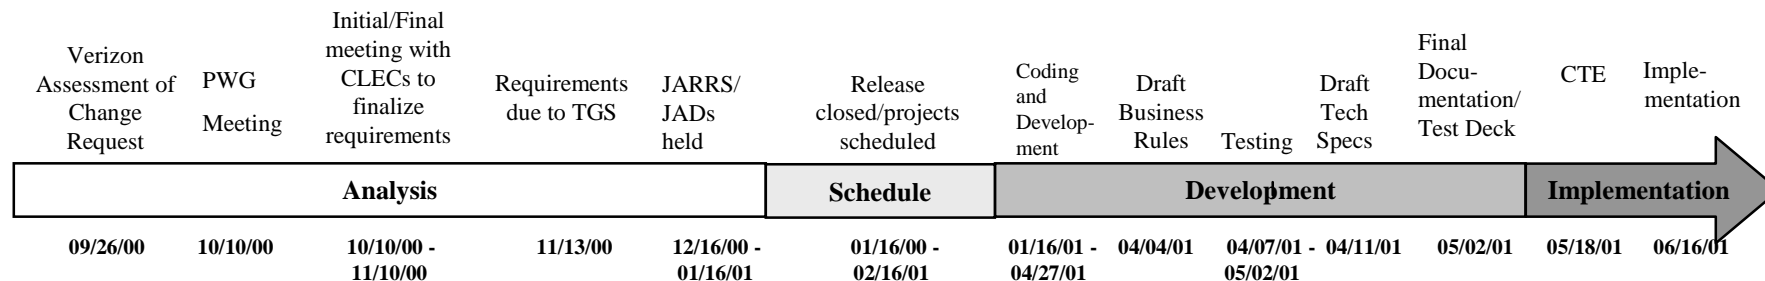 Verizon
Assessment of
Change
Request
PWG
Meeting
Initial/Final
meeting with
CLECs to
finalize
requirements
Requirements
due to TGS
JARRS/
JADs
held
Release
closed/projects
scheduled
Coding
and
Develop-
ment
Draft
Business
Rules
Testing
Draft
Tech
Specs
Final
Docu-
mentation/
Test Deck
CTE
Imple-
mentation
Analysis
Schedule
Development
Implementation
09/26/00
10/10/00
10/10/00 -
11/10/00
11/13/00
12/16/00 -
01/16/01
01/16/00 -
02/16/01
01/16/01 -
04/27/01
04/04/01
04/07/01 -
05/02/01
04/11/01
05/02/01
05/18/01
06/16/01